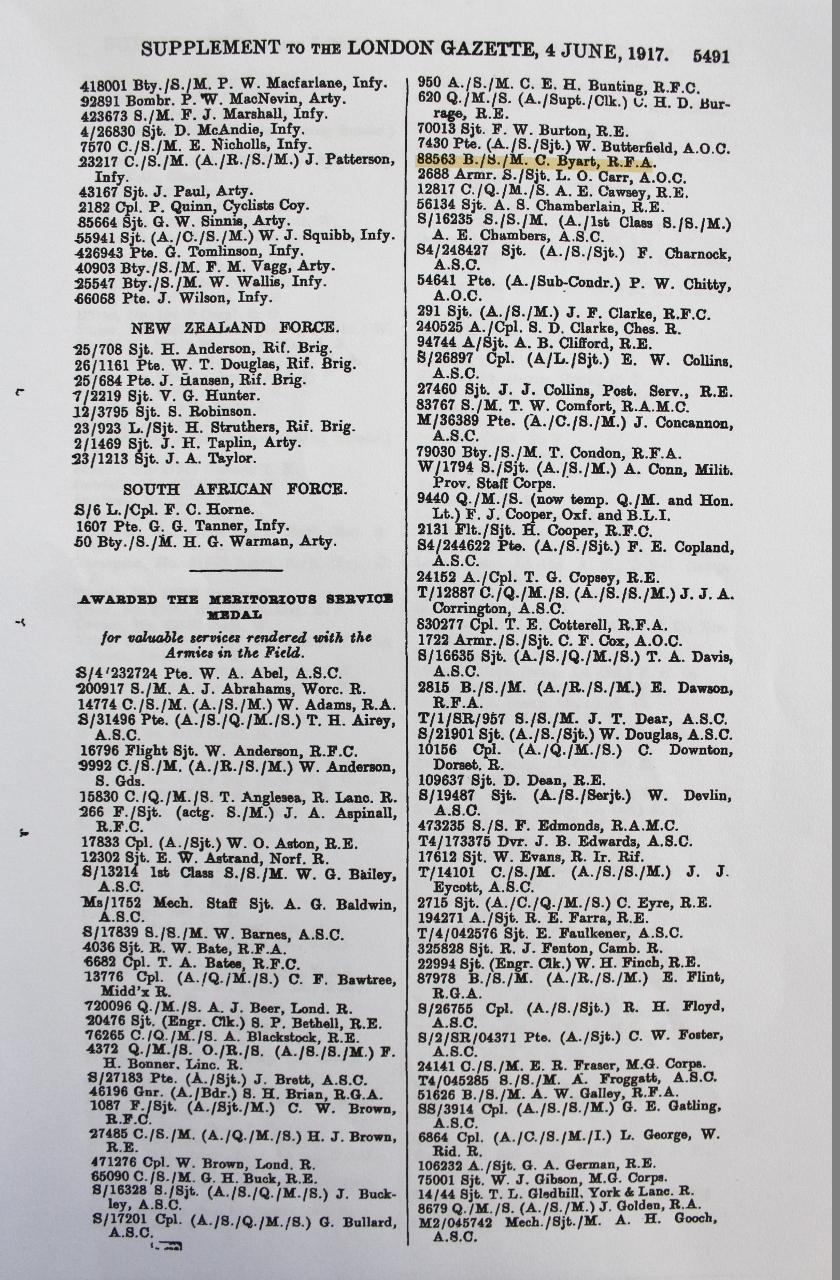 SUPPLEMENT TO THE LONDON GAZETTE, 4 JUNE, 1917. 5491
418001 Bty./S./M. P. W. Macfarlane, Infy.
92891 Bombr. P. W. MacNevin, Arty.
423673 S./M. F. J. Marshall, Infy.
4/26830 Sjt. D. McAndie, Infy.
7570 C./S./M. E. Nicholls, Infy.
23217 C./S./M. (A./R./S./M.) J. Patterson,
Infy.
43167 Sjt. J. Paul, Arty.
2182 Cpl. P. Quinn, Cyclists Coy.
85664 Sjt. G. W. Sinnis, Arty.
55941 Sjt. (A./C./S./M.) W. J. Squibb, Infy.
426943 Pte. G. Tomlinson, Infy.
40903 Bty./S./M. F. M. Vagg, Arty.
25547 Bty./S./M. W. Wallis, Infy.
66068 Pte. J. Wilson, Infy.
NEW ZEALAND FORCE.
25/708 Sjt. H. Anderson, Rif. Brig.
26/1161 Pte. W. T. Douglas, Rif. Brig.
25/684 Pte. J. Hansen, Rif. Brig.
7/2219 Sjt. V. G. Hunter.
12/3795 Sjt. S. Robinson.
23/923 L./Sjt. H. Struthers, Rif. Brig.
2/1469 Sjt. J. H. Taplin, Arty.
23/1213 Sjt. J. A. Taylor.
SOUTH AFRICAN FORCE.
S/6 L./Cpl. F. C. Horne.
1607 Pte. G. G. Tanner, Infy.
50 Bty./S./M. H. G. Warman, Arty.
AWARDED THE MERITORIOUS SERVICE
MEDAL
for valuable services rendered with the
Armies in the Field.
S/4/232724 Pte. W. A. Abel, A.S.C.
200917 S./M. A. J. Abrahams, Worc. R.
14774 C./S./M. (A./R./S./M.) W. Adams, R.A.
S/31496 Pte. (A./S./Q./M./S.) T. H. Airey,
A.S.C.
16796 Flight Sjt. W. Anderson, R.F.C.
9992 C./S./M. (A./R./S./M.) W. Anderson,
S. Gds.
15830 C./Q./M./S. T. Anglesea, R. Lanc. R.
266 F./Sjt. (actg. S./M.) J. A. Aspinall,
R.F.C.
17833 Cpl. (A./Sjt.) W. O. Aston, R.E.
12302 Sjt. E. W. Astrand, Norf. R.
S/13214 1st Class S./S./M. W. G. Bailey,
A.S.C.
Ms/1752 Mech. Staff Sjt. A. G. Baldwin,
A.S.C.
S/17839 S./S./M. W. Barnes, A.S.C.
4036 Sjt. R. W. Bate, R.F.A.
6682 Cpl. T. A. Bates, R.F.C.
13776 Cpl. (A./Q./M./S.) C. F. Bawtree,
Midd'x R.
720096 Q./M./S. A. J. Beer, Lond. R.
20476 Sjt. (Engr. Clk.) S. P. Bethell, R.E.
76265 C./Q./M./S. A. Blackstock, R.E.
4372 Q./M./S. O./R./S. (A./S./S./M.) F.
H. Bonner, Linc. R.
S/27183 Pte. (A./Sjt.) J. Brett, A.S.C.
46196 Gnr. (A./Bdr.) S. H. Brian, R.G.A.
1087 F./Sjt. (A./Sjt./M.) C. W. Brown,
R.F.C.
27485 C./S./M. (A./Q./M./S.) H. J. Brown,
R.E.
471276 Cpl. W. Brown, Lond. R.
65090 C./S./M. G. H. Buck, R.E.
S/16328 S./Sjt. (A./S./Q./M./S.) J. Buck-
ley, A.S.C.
S/17201 Cpl. (A./S./Q./M./S.) G. Bullard,
A.S.C.
950 A./S./M. C. E. H. Bunting, R.F.C.
620 Q./M./S. (A./Supt./Clk.) C. H. D. Bur-
rage, R.E.
70013 Sjt. F. W. Burton, R.E.
7430 Pte. (A./S./Sjt.) W. Butterfield, A.O.C.
88563 B./S./M. C. Byart, R.F.A.
2688 Armr. S./Sjt. L. O. Carr, A.O.C.
12817 C./Q./M./S. A. E. Cawsey, R.E.
56134 Sjt. A. S. Chamberlain, R.E.
S/16235 S./S./M. (A./1st Class S./S./M.)
A. E. Chambers, A.S.C.
S4/248427 Sjt. (A./S./Sjt.) F. Charnock,
A.S.C.
54641 Pte. (A./Sub-Condr.) P. W. Chitty,
A.O.C.
291 Sjt. (A./S./M.) J. F. Clarke, R.F.C.
240525 A./Cpl. S. D. Clarke, Ches. R.
94744 A/Sjt. A. B. Clifford, R.E.
S/26897 Cpl. (A/L./Sjt.) E. W. Collins,
A.S.C.
27460 Sjt. J. J. Collins, Post. Serv., R.E.
83767 S./M. T. W. Comfort, R.A.M.C.
M/36389 Pte. (A./C./S./M.) J. Concannon,
A.S.C.
79030 Bty./S./M. T. Condon, R.F.A.
W/1794 S./Sjt. (A./S./M.) A. Conn, Milit.
Prov. Staff Corps.
9440 Q./M./S. (now temp. Q./M. and Hon.
Lt.) F. J. Cooper, Oxf. and B.L.I.
2131 Flt./Sjt. H. Cooper, R.F.C.
S4/244622 Pte. (A./S./Sjt.) F. E. Copland,
A.S.C.
24152 A./Cpl. T. G. Copsey, R.E.
T/12887 C./Q./M./S. (A./S./S./M.) J. J. A.
Corrington, A.S.C.
830277 Cpl. T. E. Cotterell, R.F.A.
1722 Armr./S./Sjt. C. F. Cox, A.O.C.
S/16635 Sjt. (A./S./Q./M./S.) T. A. Davis,
A.S.C.
2815 B./S./M. (A./R./S./M.) E. Dawson,
R.F.A.
T/1/SR/957 S./S./M. J. T. Dear, A.S.C.
S/21901 Sjt. (A./S./Sjt.) W. Douglas, A.S.C.
10156 Cpl. (A./Q./M./S.) C. Downton,
Dorset. R.
109637 Sjt. D. Dean, R.E.
S/19487 Sjt. (A./S./Serjt.) W. Devlin,
A.S.C.
473235 S./S. F. Edmonds, R.A.M.C.
T4/173375 Dvr. J. B. Edwards, A.S.C.
17612 Sjt. W. Evans, R. Ir. Rif.
T/14101 C./S./M. (A./S./S./M.) J. J.
Eycott, A.S.C.
2715 Sjt. (A./C./Q./M./S.) C. Eyre, R.E.
194271 A./Sjt. R. E. Farra, R.E.
T/4/042576 Sjt. E. Faulkener, A.S.C.
325828 Sjt. R. J. Fenton, Camb. R.
22994 Sjt. (Engr. Clk.) W. H. Finch, R.E.
87978 B./S./M. (A./R./S./M.) E. Flint,
R.G.A.
S/26755 Cpl. (A./S./Sjt.) R. H. Floyd,
A.S.C.
S/2/SR/04371 Pte. (A./Sjt.) C. W. Foster,
A.S.C.
24141 C./S./M. E. R. Fraser, M.G. Corps.
T4/045285 S./S./M. A. Froggatt, A.S.C.
51626 B./S./M. A. W. Galley, R.F.A.
SS/3914 Cpl. (A./S./S./M.) G. E. Gatling,
A.S.C.
6864 Cpl. (A./C./S./M./I.) L. George, W.
Rid. R.
106232 A./Sjt. G. A. German, R.E.
75001 Sjt. W. J. Gibson, M.G. Corps.
14/44 Sjt. T. L. Gledhill, York & Lanc. R.
8679 Q./M./S. (A./M./S.) J. Golden, R.A.
M2/045742 Mech./Sjt./M. A. H. Gooch,
A.S.C.